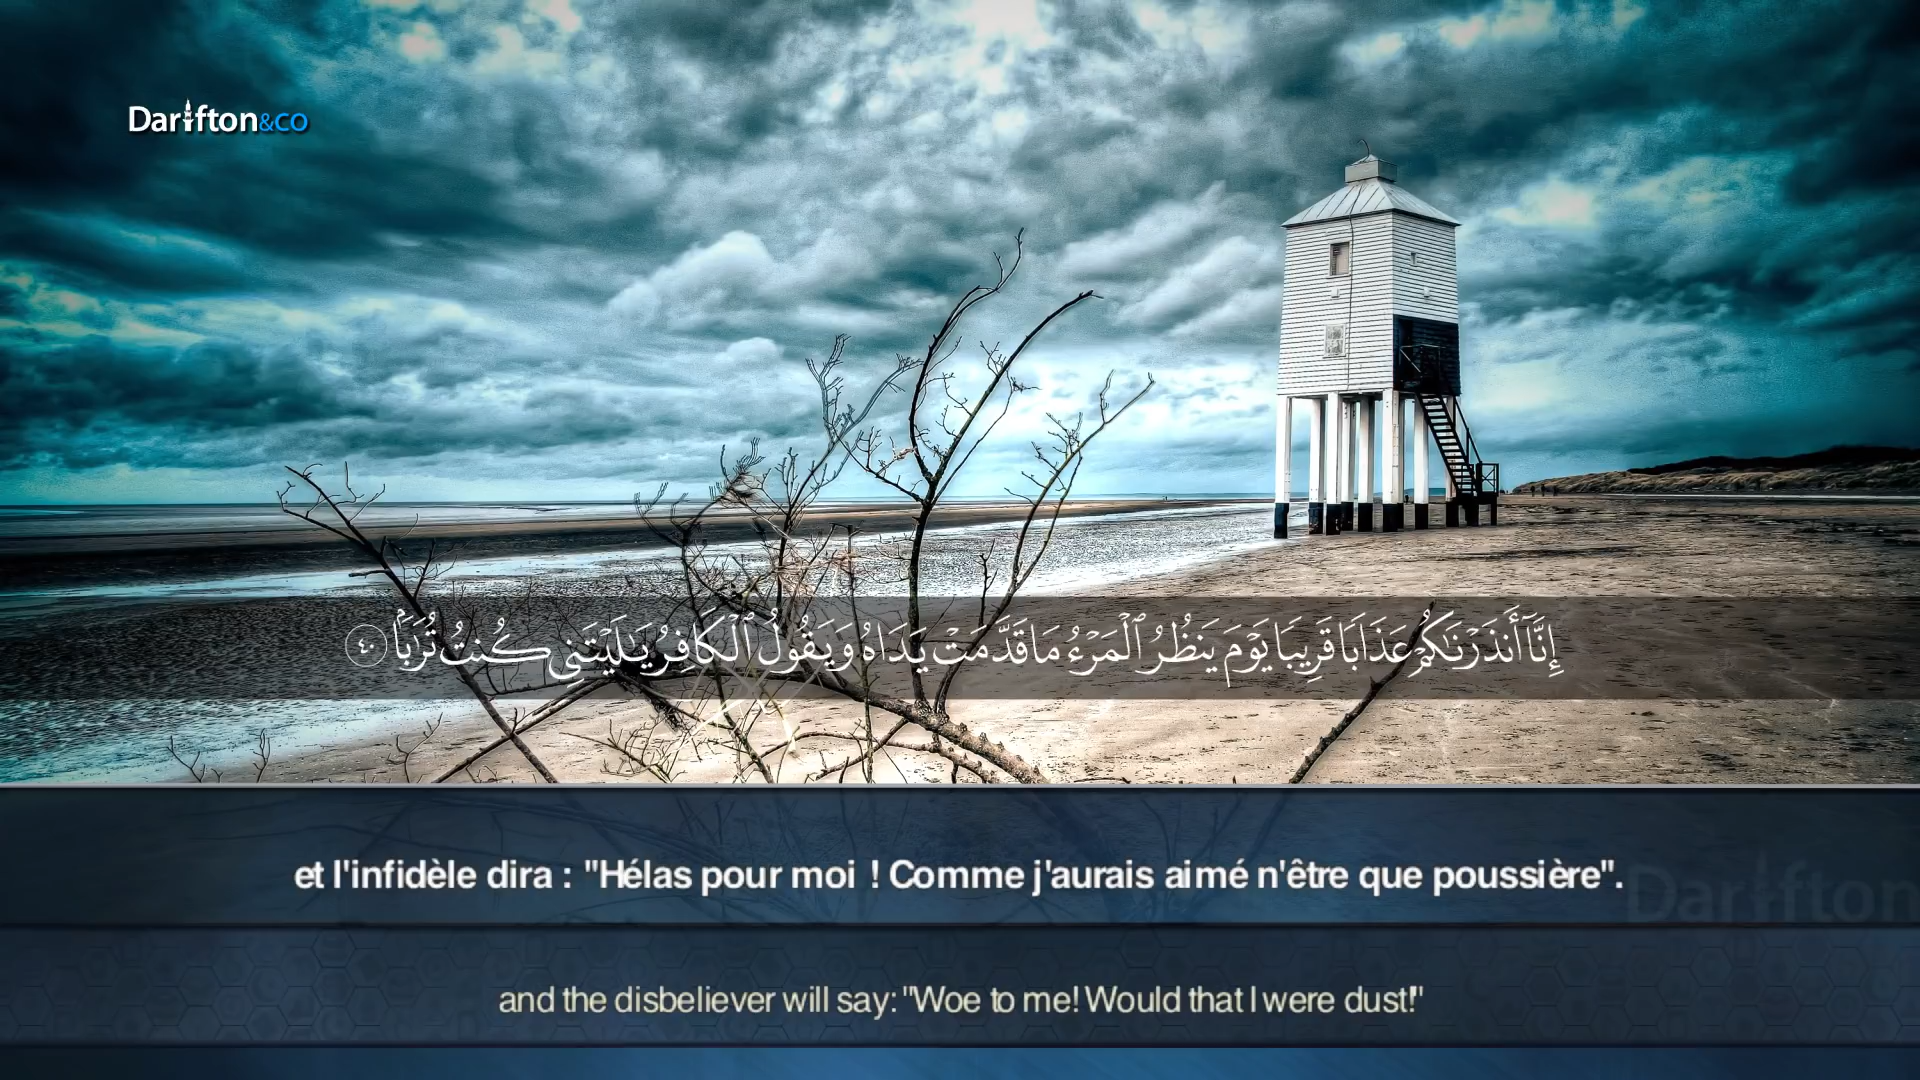 Darifton&co
إِنَّآ أَنذَرْنَٰكُمْ عَذَابًا قَرِيبًا يَوْمَ يَنظُرُ ٱلْمَرْءُ مَا قَدَّمَتْ يَدَاهُ وَيَقُولُ ٱلْكَافِرُ يَٰلَيْتَنِى كُنتُ تُرَٰبًۢا ٤٠
et l'infidèle dira : "Hélas pour moi ! Comme j'aurais aimé n'être que poussière".
Darifton
and the disbeliever will say: "Woe to me! Would that I were dust!"